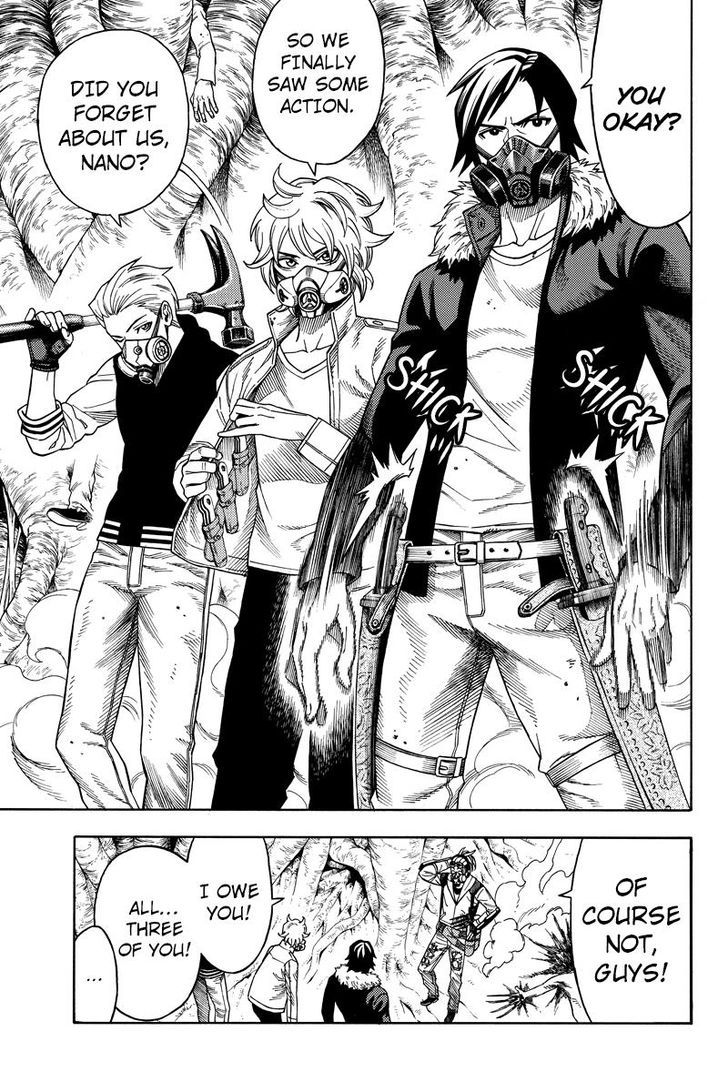 YOU
OKAY?
SO WE
FINALLY
SAW SOME
ACTION.
DID YOU
FORGET
ABOUT US,
NANO?
SHICK
SHICK
OF
COURSE
NOT,
GUYS!
I OWE
YOU!
ALL...
THREE
OF YOU!
...